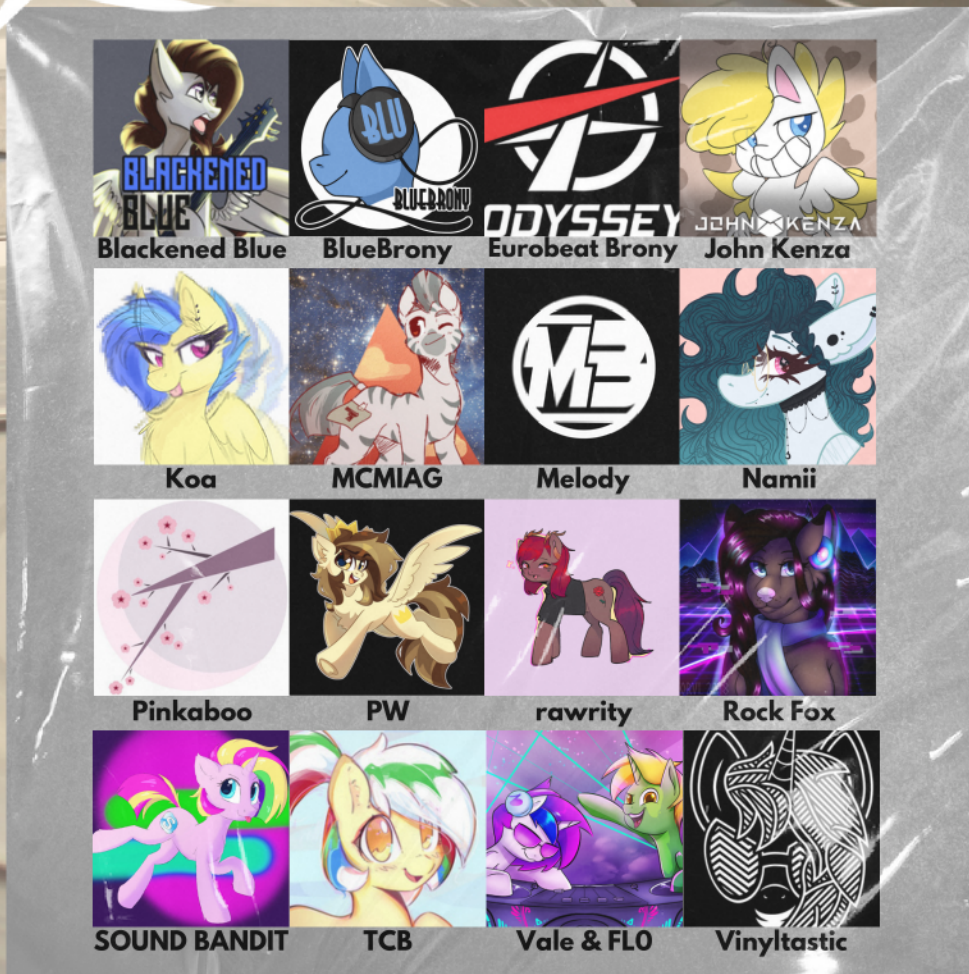 BLACKENED
BLUE
BLU
BLUEBRONY
ODYSSEY
JOHN KENZA
Blackened Blue
BlueBrony
Eurobeat Brony
John Kenza
MB
Koa
MCMIAG
Melody
Namii
Pinkaboo
PW
rawrity
Rock Fox
SOUND BANDIT
TCB
Vale & FL0
Vinyltastic